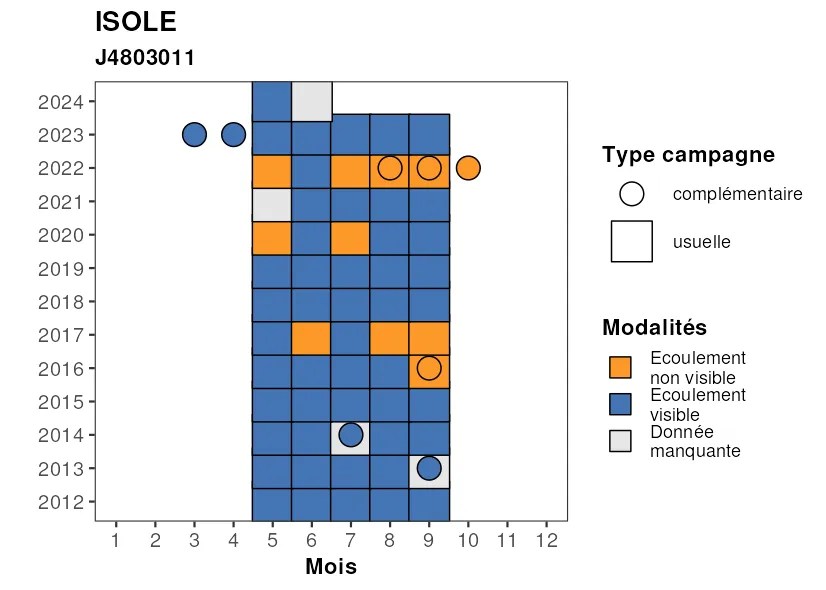 ISOLE
J4803011
2024
2023
2022
2021
2020
2019
2018
2017
2016
2015
2014
2013
2012
1 2 3 4 5 6 7 8 9 10 11 12
Mois
Type campagne
complémentaire
usuelle
Modalités
Ecoulement
non visible
Ecoulement
visible
Donnée
manquante